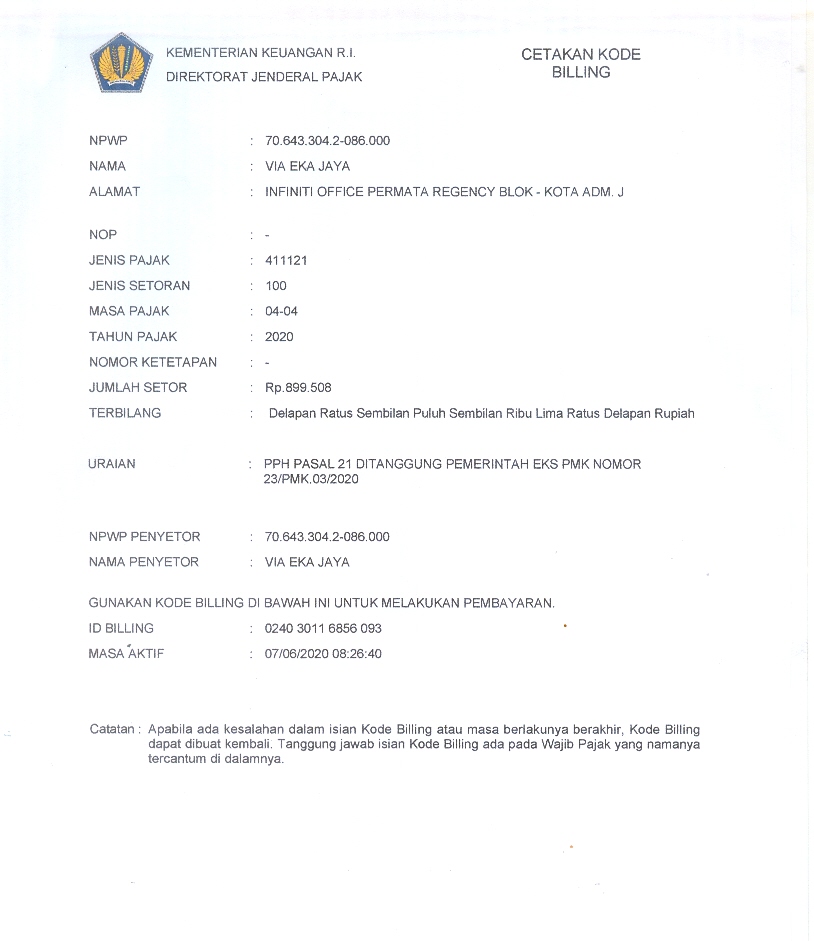 KEMENTERIAN KEUANGAN R.I.
DIREKTORAT JENDERAL PAJAK
CETAKAN KODE
BILLING
NPWP : 70.643.304.2-086.000
NAMA : VIA EKA JAYA
ALAMAT : INFINITI OFFICE PERMATA REGENCY BLOK - KOTA ADM. J
NOP : -
JENIS PAJAK : 411121
JENIS SETORAN : 100
MASA PAJAK : 04-04
TAHUN PAJAK : 2020
NOMOR KETETAPAN : -
JUMLAH SETOR : Rp.899.508
TERBILANG : Delapan Ratus Sembilan Puluh Sembilan Ribu Lima Ratus Delapan Rupiah
URAIAN : PPH PASAL 21 DITANGGUNG PEMERINTAH EKS PMK NOMOR
23/PMK.03/2020
NPWP PENYETOR : 70.643.304.2-086.000
NAMA PENYETOR : VIA EKA JAYA
GUNAKAN KODE BILLING DI BAWAH INI UNTUK MELAKUKAN PEMBAYARAN.
ID BILLING : 0240 3011 6856 093
MASA AKTIF : 07/06/2020 08:26:40
Catatan : Apabila ada kesalahan dalam isian Kode Billing atau masa berlakunya berakhir, Kode Billing
dapat dibuat kembali. Tanggung jawab isian Kode Billing ada pada Wajib Pajak yang namanya
tercantum di dalamnya.